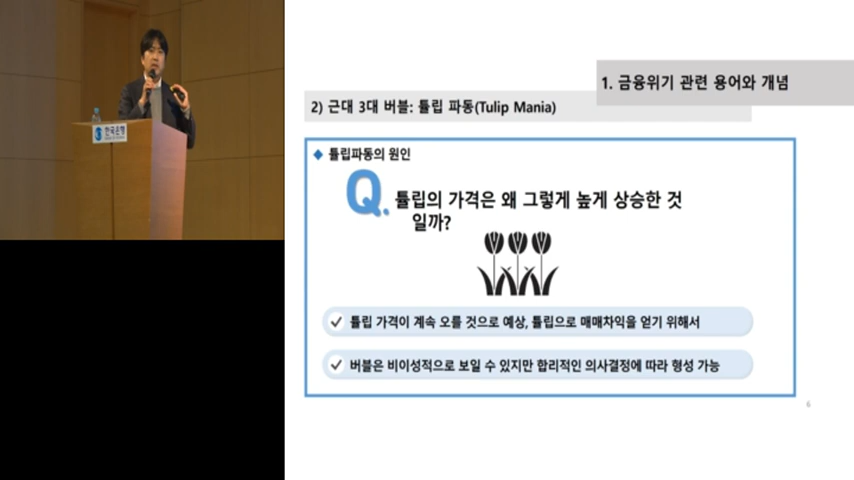 한국은행
1. 금융위기 관련 용어와 개념
2) 근대 3대 버블: 튤립 파동(Tulip Mania)
◆ 튤립파동의 원인
Q. 튤립의 가격은 왜 그렇게 높게 상승한 것
일까?
튤립 가격이 계속 오를 것으로 예상, 튤립으로 매매차익을 얻기 위해서
버블은 비이성적으로 보일 수 있지만 합리적인 의사결정에 따라 형성 가능
6